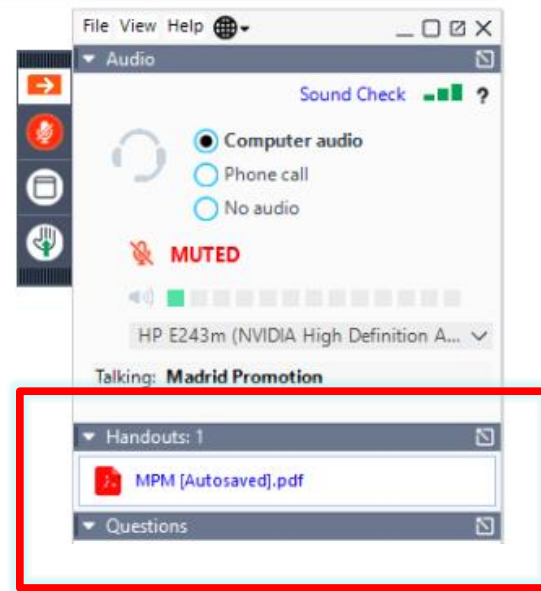 File View Help
Audio
Sound Check ?
Computer audio
Phone call
No audio
MUTED
HP E243m (NVIDIA High Definition A...
Talking: Madrid Promotion
Handouts: 1
MPM [Autosaved].pdf
Questions